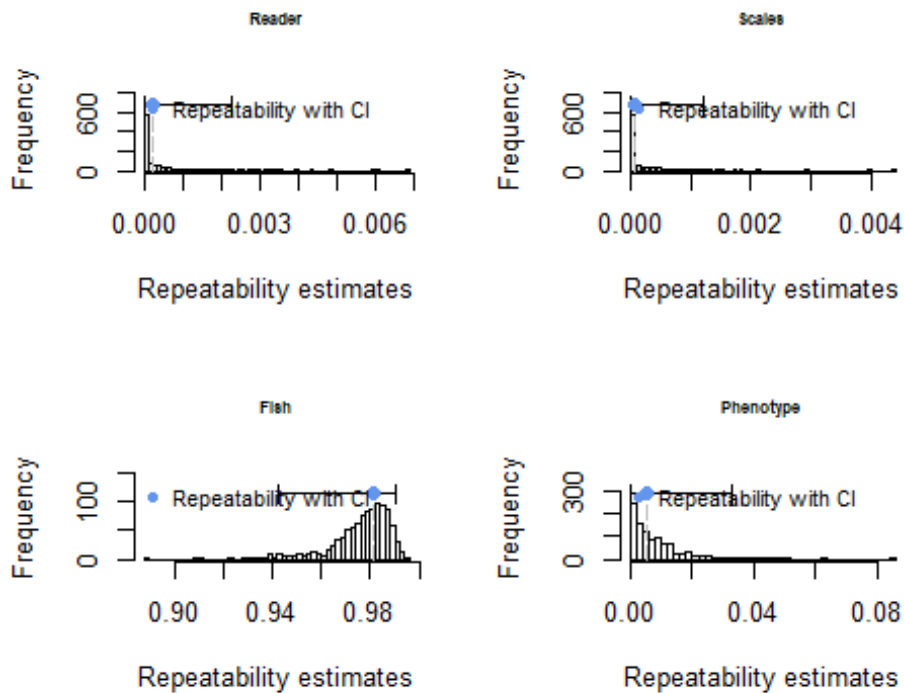 Reader
Frequency
0 600
Repeatability with CI
0.000 0.003 0.006
Repeatability estimates
Scales
Frequency
0 600
Repeatability with CI
0.000 0.002 0.004
Repeatability estimates
Fish
Frequency
0 100
Repeatability with CI
0.90 0.94 0.98
Repeatability estimates
Phenotype
Frequency
0 300
Repeatability with CI
0.00 0.04 0.08
Repeatability estimates